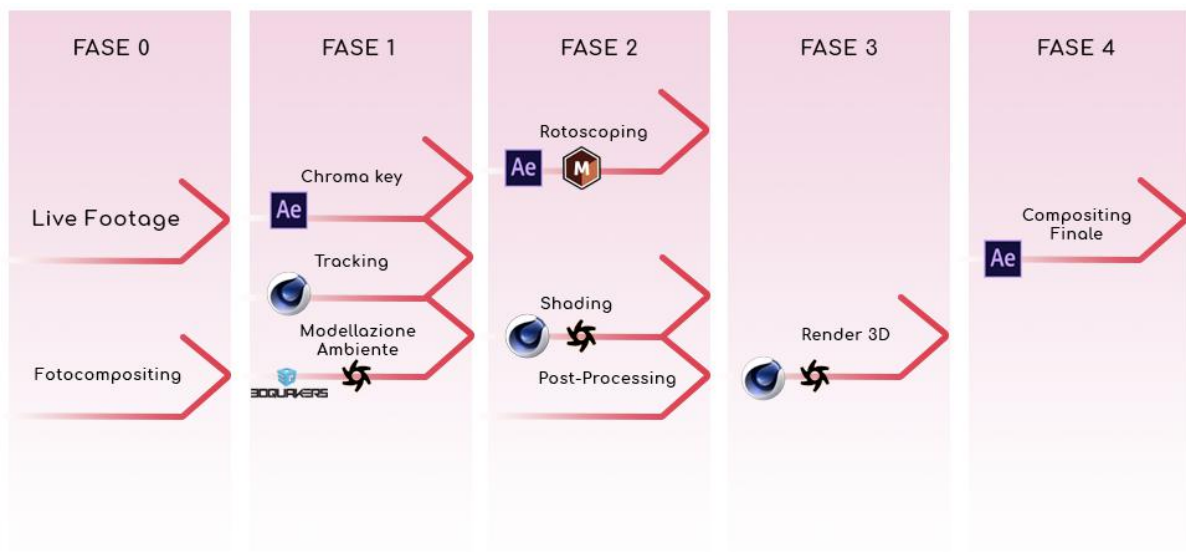 FASE 0
Live Footage
Fotocompositing
FASE 1
Chroma key
Ae
Tracking
Modellazione
Ambiente
3DQUAKERS
FASE 2
Rotoscoping
Ae
M
Shading
Post-Processing
FASE 3
Render 3D
FASE 4
Compositing
Finale
Ae